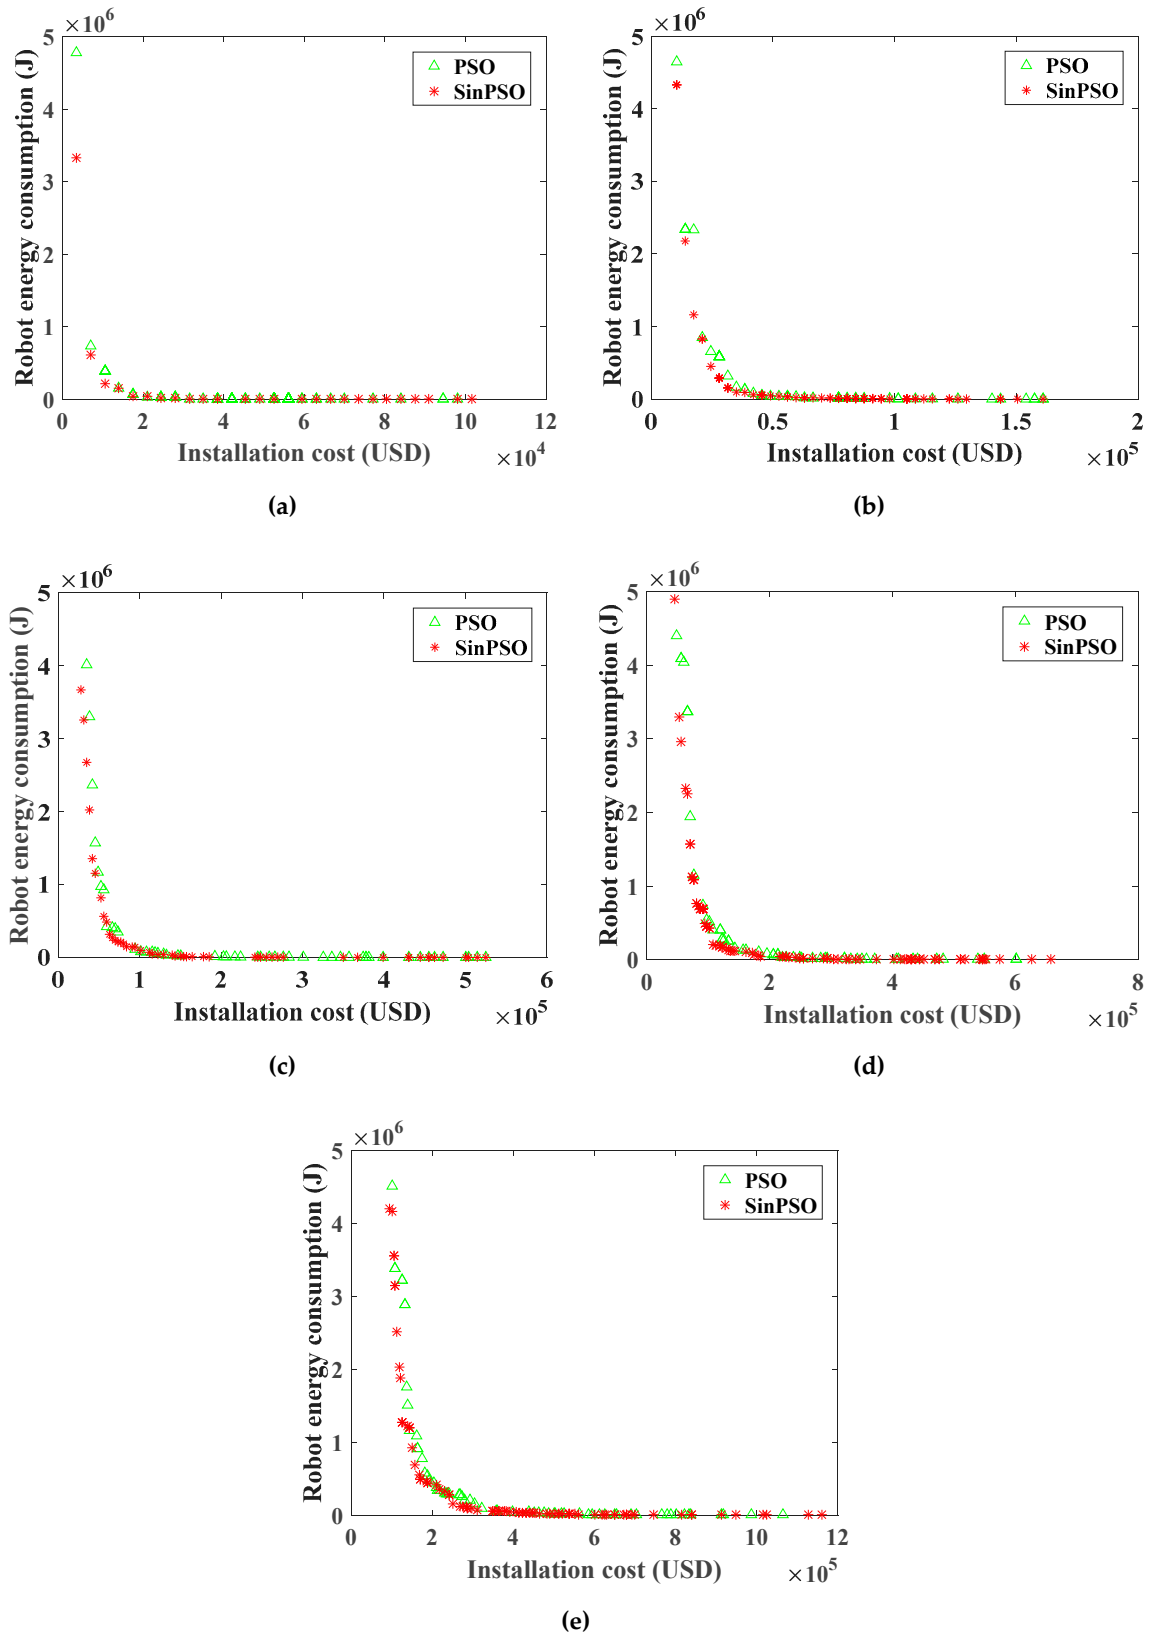 ×10^6
5
4
3
2
1
0
Robot energy consumption (J)
PSO
SinPSO
0 2 4 6 8 10 12
Installation cost (USD)
×10^4
(a)
×10^6
5
4
3
2
1
0
Robot energy consumption (J)
PSO
SinPSO
0 0.5 1 1.5 2
Installation cost (USD)
×10^5
(b)
×10^6
5
4
3
2
1
0
Robot energy consumption (J)
PSO
SinPSO
0 1 2 3 4 5 6
Installation cost (USD)
×10^5
(c)
×10^6
5
4
3
2
1
0
Robot energy consumption (J)
PSO
SinPSO
0 2 4 6 8
Installation cost (USD)
×10^5
(d)
×10^6
5
4
3
2
1
0
Robot energy consumption (J)
PSO
SinPSO
0 2 4 6 8 10 12
Installation cost (USD)
×10^5
(e)